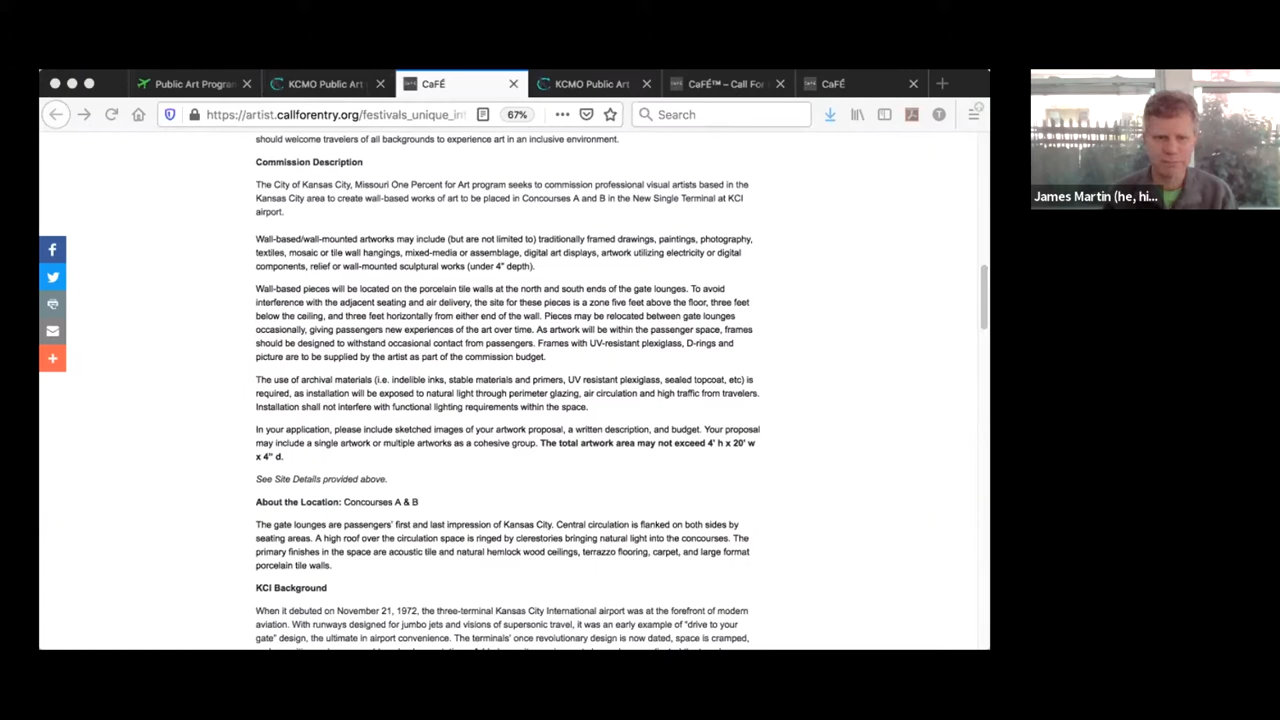 Public Art Progran
KCMO Public Art
CaFÉ
KCMO Public Art
CaFÉ™ – Call For
CaFÉ
https://artist.callforentry.org/festivals_unique_in
67%
Search
should welcome travelers of all backgrounds to experience art in an inclusive environment.
Commission Description
The City of Kansas City, Missouri One Percent for Art program seeks to commission professional visual artists based in the
Kansas City area to create wall-based works of art to be placed in Concourses A and B in the New Single Terminal at KCI
airport.
Wall-based/wall-mounted artworks may include (but are not limited to) traditionally framed drawings, paintings, photography,
textiles, mosaic or tile wall hangings, mixed-media or assemblage, digital art displays, artwork utilizing electricity or digital
components, relief or wall-mounted sculptural works (under 4" depth).
Wall-based pieces will be located on the porcelain tile walls at the north and south ends of the gate lounges. To avoid
interference with the adjacent seating and air delivery, the site for these pieces is a zone five feet above the floor, three feet
below the ceiling, and three feet horizontally from either end of the wall. Pieces may be relocated between gate lounges
occasionally, giving passengers new experiences of the art over time. As artwork will be within the passenger space, frames
should be designed to withstand occasional contact from passengers. Frames with UV-resistant plexiglass, D-rings and
picture are to be supplied by the artist as part of the commission budget.
The use of archival materials (i.e. indelible inks, stable materials and primers, UV resistant plexiglass, sealed topcoat, etc) is
required, as installation will be exposed to natural light through perimeter glazing, air circulation and high traffic from travelers.
Installation shall not interfere with functional lighting requirements within the space.
In your application, please include sketched images of your artwork proposal, a written description, and budget. Your proposal
may include a single artwork or multiple artworks as a cohesive group. The total artwork area may not exceed 4' h x 20' w
x 4" d.
See Site Details provided above.
About the Location: Concourses A & B
The gate lounges are passengers' first and last impression of Kansas City. Central circulation is flanked on both sides by
seating areas. A high roof over the circulation space is ringed by clerestories bringing natural light into the concourses. The
primary finishes in the space are acoustic tile and natural hemlock wood ceilings, terrazzo flooring, carpet, and large format
porcelain tile walls.
KCI Background
When it debuted on November 21, 1972, the three-terminal Kansas City International airport was at the forefront of modern
aviation. With runways designed for jumbo jets and visions of supersonic travel, it was an early example of "drive to your
gate" design, the ultimate in airport convenience. The terminals' once revolutionary design is now dated, space is cramped,
James Martin (he, hi...